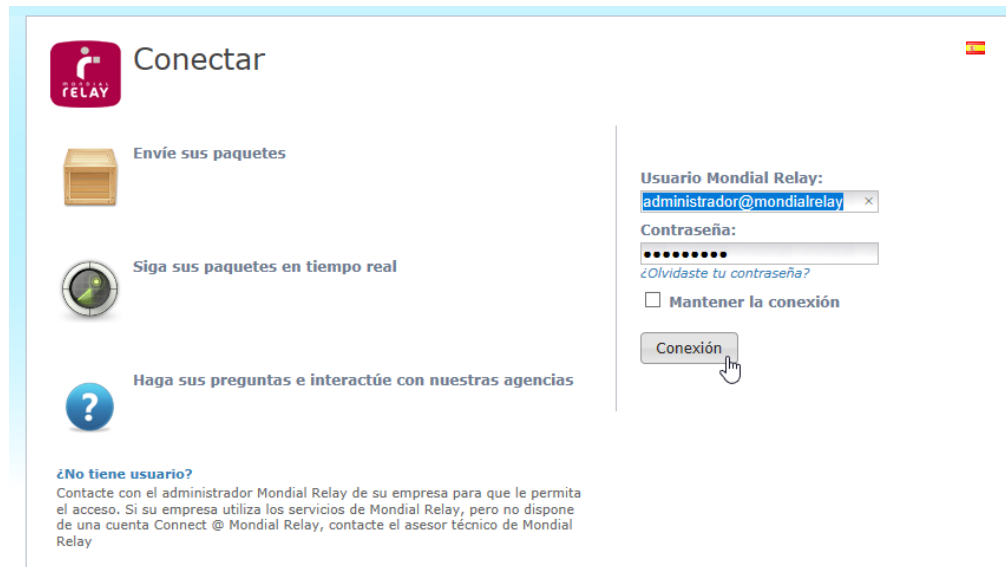 MONDIAL
rELAY
Conectar
Envíe sus paquetes
Siga sus paquetes en tiempo real
Haga sus preguntas e interactúe con nuestras agencias
?
¿No tiene usuario?
Contacte con el administrador Mondial Relay de su empresa para que le permita
el acceso. Si su empresa utiliza los servicios de Mondial Relay, pero no dispone
de una cuenta Connect @ Mondial Relay, contacte el asesor técnico de Mondial
Relay
Usuario Mondial Relay:
administrador@mondialrelay ×
Contraseña:
•••••••••
¿Olvidaste tu contraseña?
Mantener la conexión
Conexión